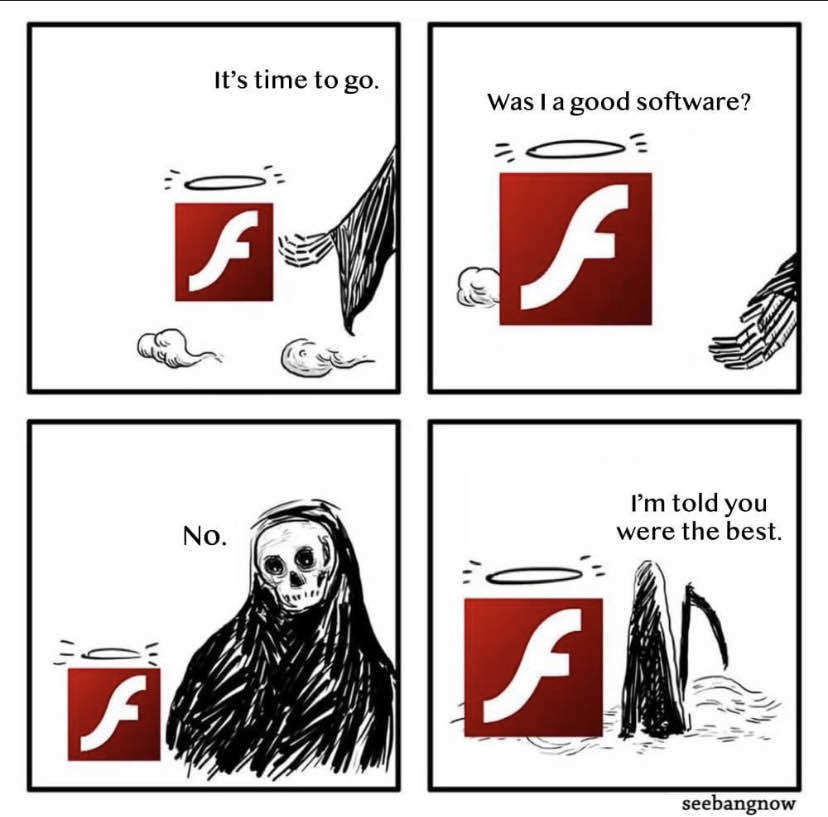 It's time to go.
Was I a good software?
No.
I'm told you
were the best.
seebangnow